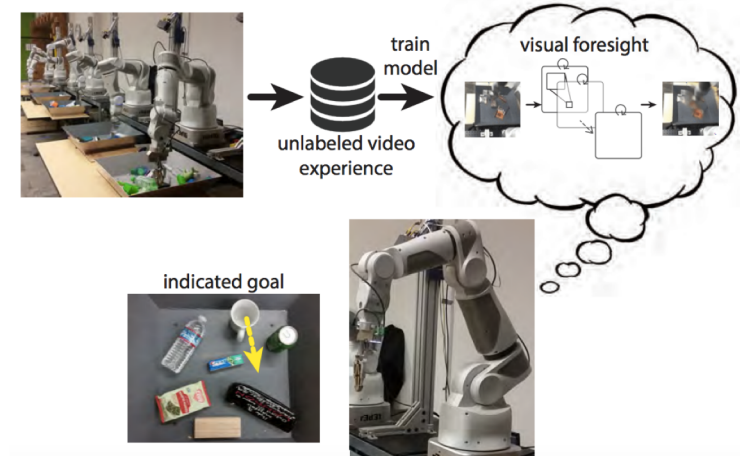 train
model
visual foresight
unlabeled video
experience
indicated goal